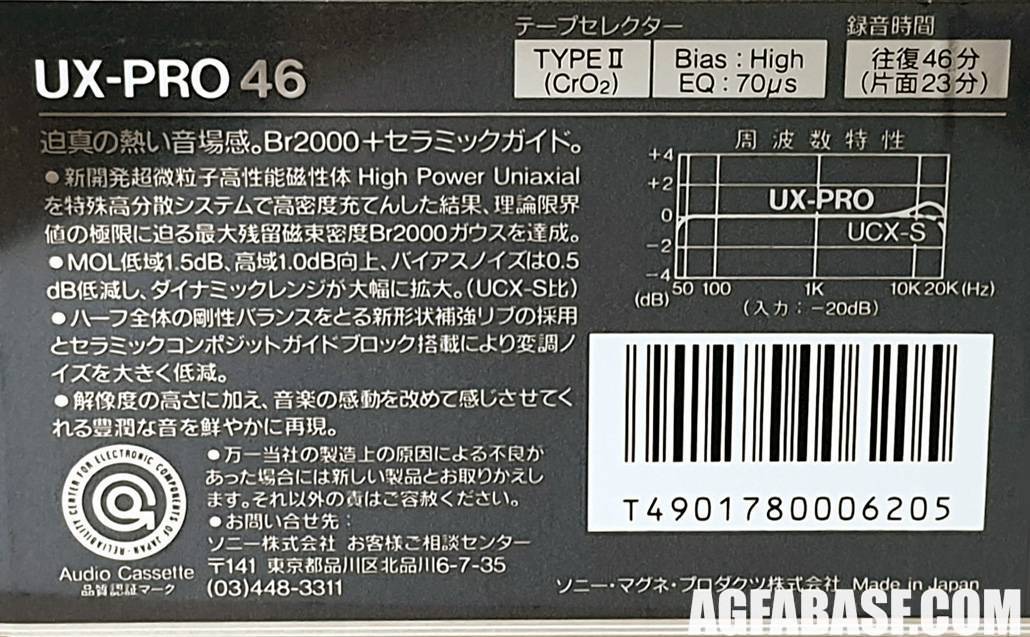 テープセレクター
録音時間
UX-PRO 46
TYPE II
(CrO2)
Bias : High
EQ : 70μs
往復46分
(片面23分)
迫真の熱い音場感。Br2000+セラミックガイド。
●新開発超微粒子高性能磁性体 High Power Uniaxial
を特殊高分散システムで高密度充てんした結果、理論限界
値の極限に迫る最大残留磁束密度Br2000ガウスを達成。
●MOL低域1.5dB、高域1.0dB向上、バイアスノイズは0.5
dB低減し、ダイナミックレンジが大幅に拡大。(UCX-S比)
●ハーフ全体の剛性バランスをとる新形状補強リブの採用
とセラミックコンポジットガイドブロック搭載により変調ノ
イズを大きく低減。
●解像度の高さに加え、音楽の感動を改めて感じさせてく
れる豊潤な音を鮮やかに再現。
周波数特性
+4
+2
0
-2
-4
(dB)
UX-PRO
UCX-S
50 100 1K 10K 20K (Hz)
(入力:-20dB)
T4901780006205
RELIABILITY CENTER FOR ELECTRONIC COMPONENTS OF JAPAN
Audio Cassette
品質認証マーク
●万一当社の製造上の原因による不良が
あった場合には新しい製品とお取りかえし
ます。それ以外の責はご容赦ください。
●お問い合せ先:
ソニー株式会社 お客様ご相談センター
〒141 東京都品川区北品川6-7-35
(03)448-3311
ソニー・マグネ・プロダクツ株式会社 Made in Japan
AGFABASE.COM